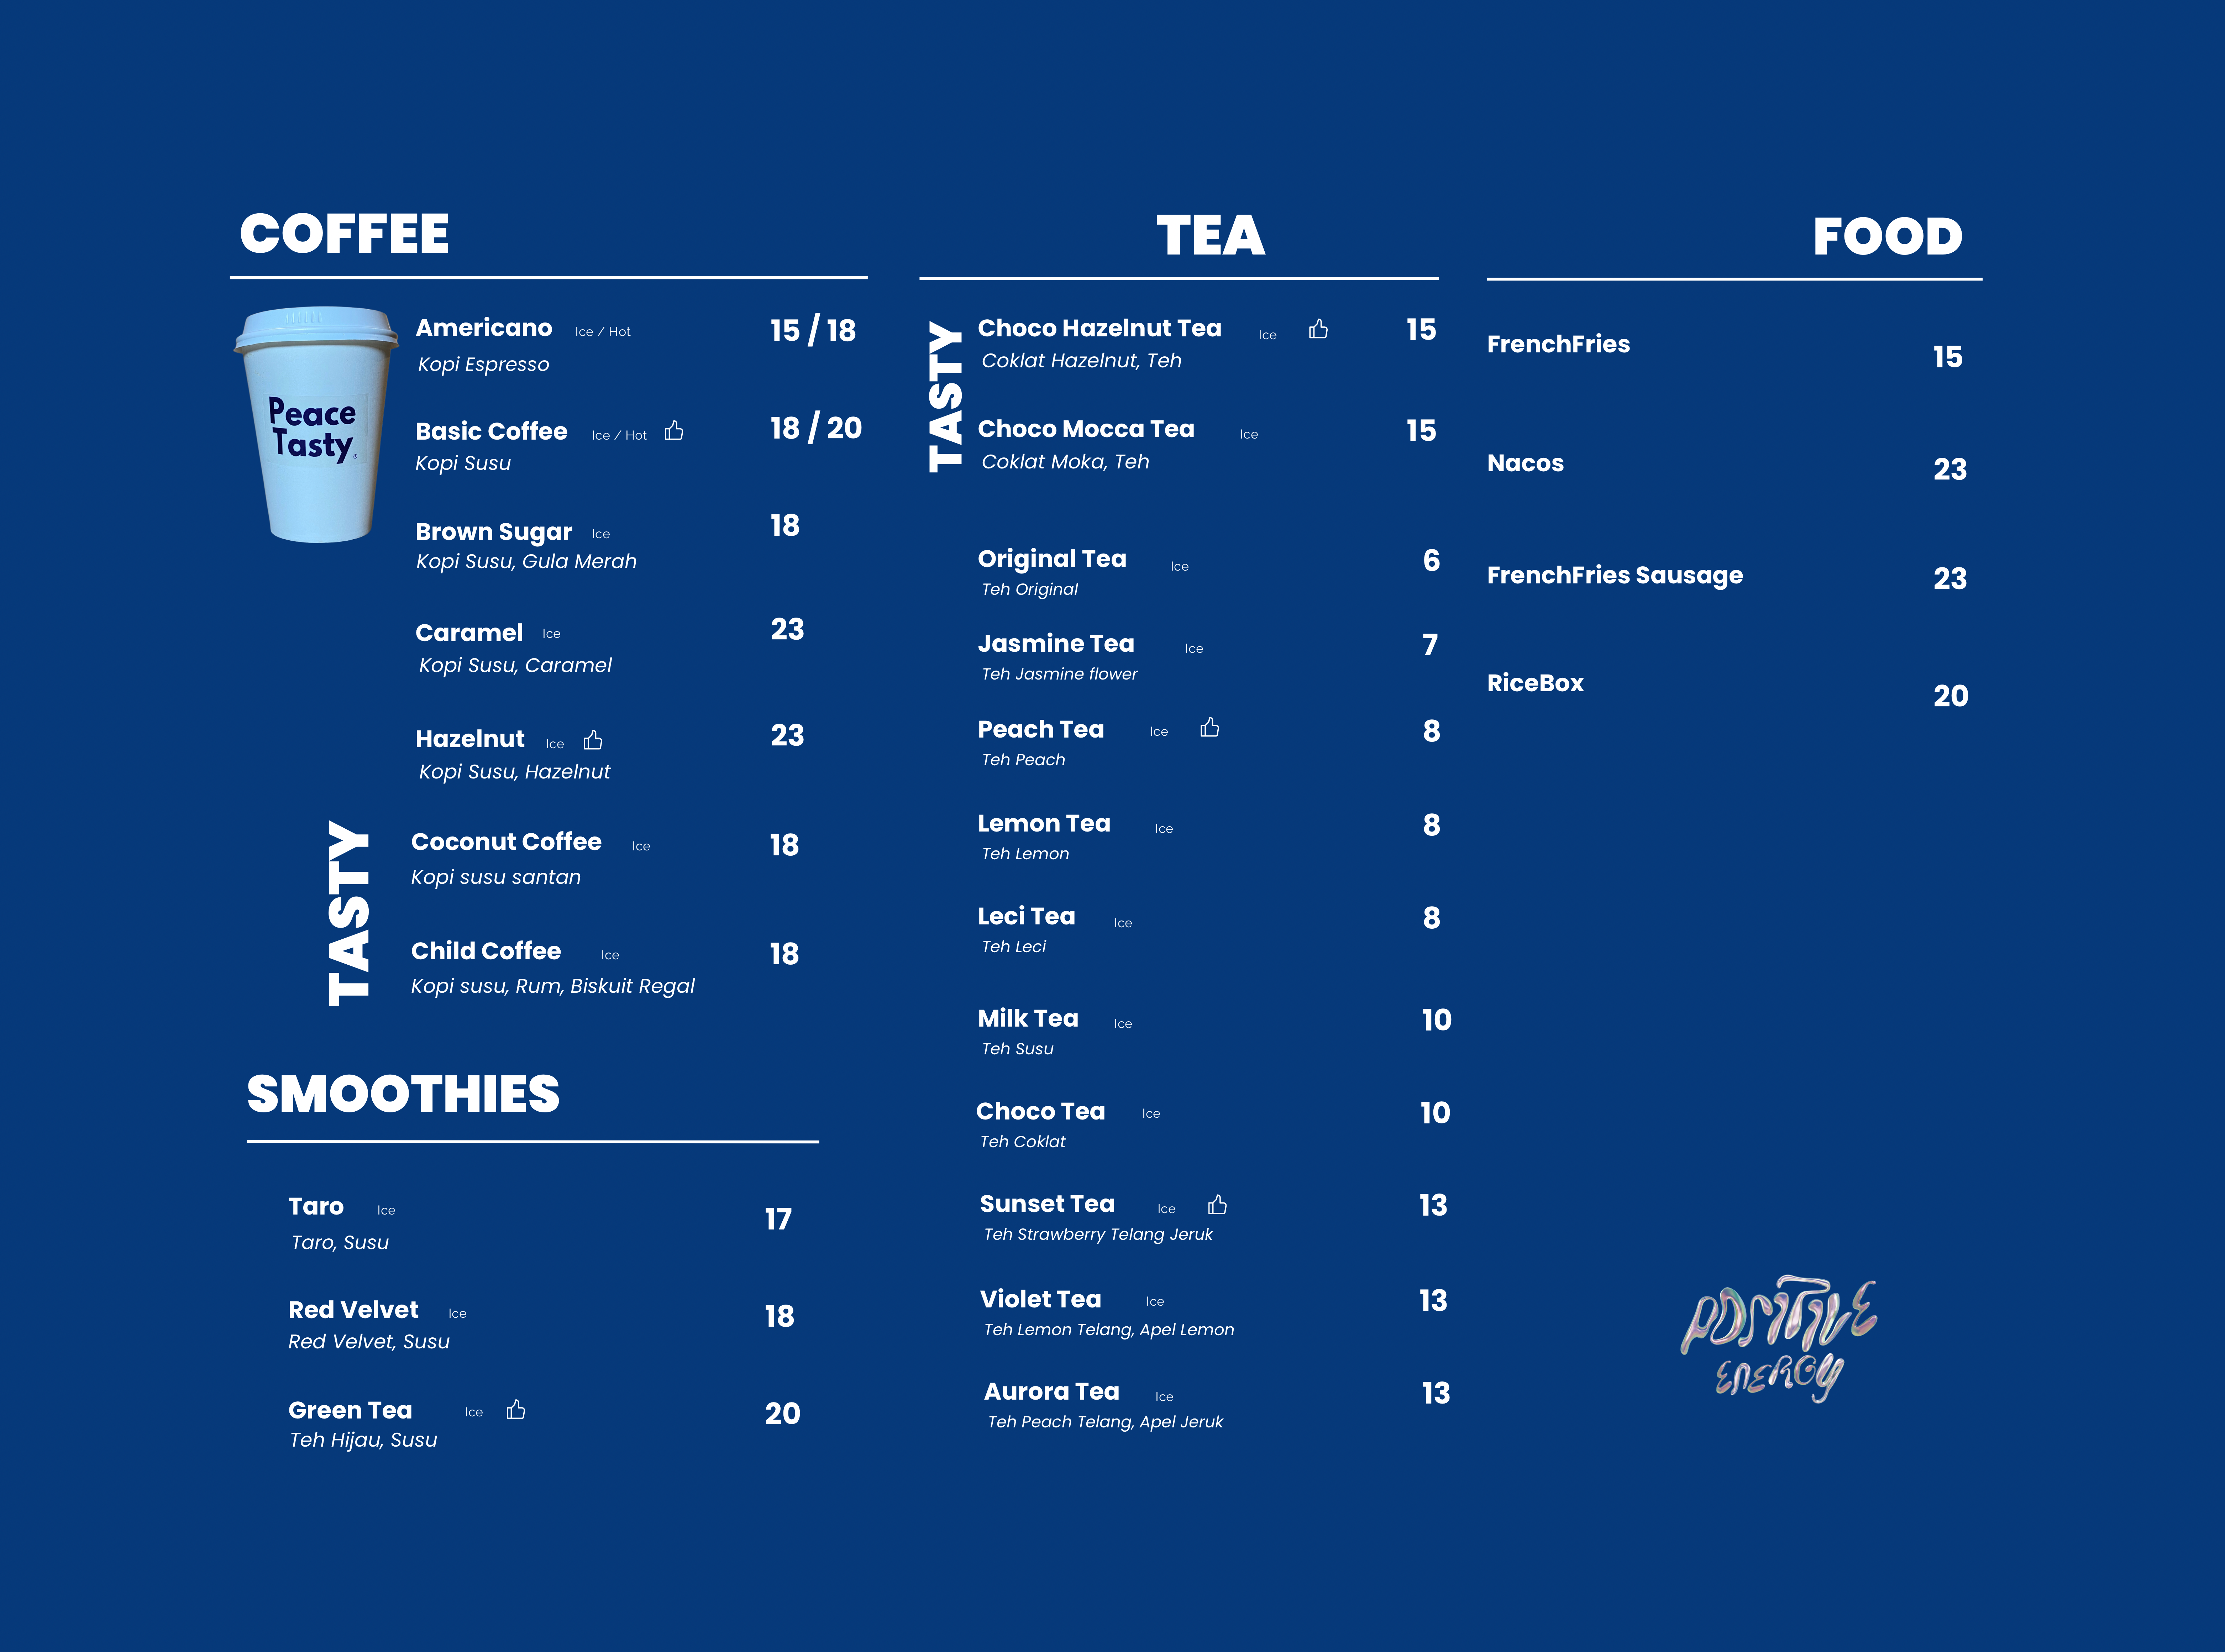 COFFEE
Peace
Tasty
Americano Ice / Hot 15 / 18
Kopi Espresso
Basic Coffee Ice / Hot 18 / 20
Kopi Susu
Brown Sugar Ice 18
Kopi Susu, Gula Merah
Caramel Ice 23
Kopi Susu, Caramel
Hazelnut Ice 23
Kopi Susu, Hazelnut
TASTY
Coconut Coffee Ice 18
Kopi susu santan
Child Coffee Ice 18
Kopi susu, Rum, Biskuit Regal
SMOOTHIES
Taro Ice 17
Taro, Susu
Red Velvet Ice 18
Red Velvet, Susu
Green Tea Ice 20
Teh Hijau, Susu
TEA
TASTY
Choco Hazelnut Tea Ice 15
Coklat Hazelnut, Teh
Choco Mocca Tea Ice 15
Coklat Moka, Teh
Original Tea Ice 6
Teh Original
Jasmine Tea Ice 7
Teh Jasmine flower
Peach Tea Ice 8
Teh Peach
Lemon Tea Ice 8
Teh Lemon
Leci Tea Ice 8
Teh Leci
Milk Tea Ice 10
Teh Susu
Choco Tea Ice 10
Teh Coklat
Sunset Tea Ice 13
Teh Strawberry Telang Jeruk
Violet Tea Ice 13
Teh Lemon Telang, Apel Lemon
Aurora Tea Ice 13
Teh Peach Telang, Apel Jeruk
FOOD
FrenchFries 15
Nacos 23
FrenchFries Sausage 23
RiceBox 20
POSITIVE
ENERGY